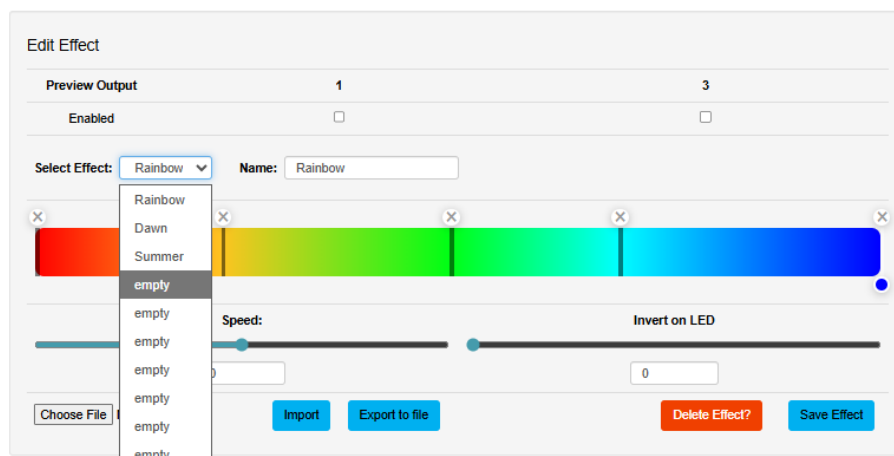 Edit Effect
Preview Output 1 3
Enabled
Select Effect: Rainbow Name: Rainbow
Rainbow
Dawn
Summer
empty
empty
empty
empty
empty
empty
empty
Speed: Invert on LED
0
Choose File Import Export to file Delete Effect? Save Effect